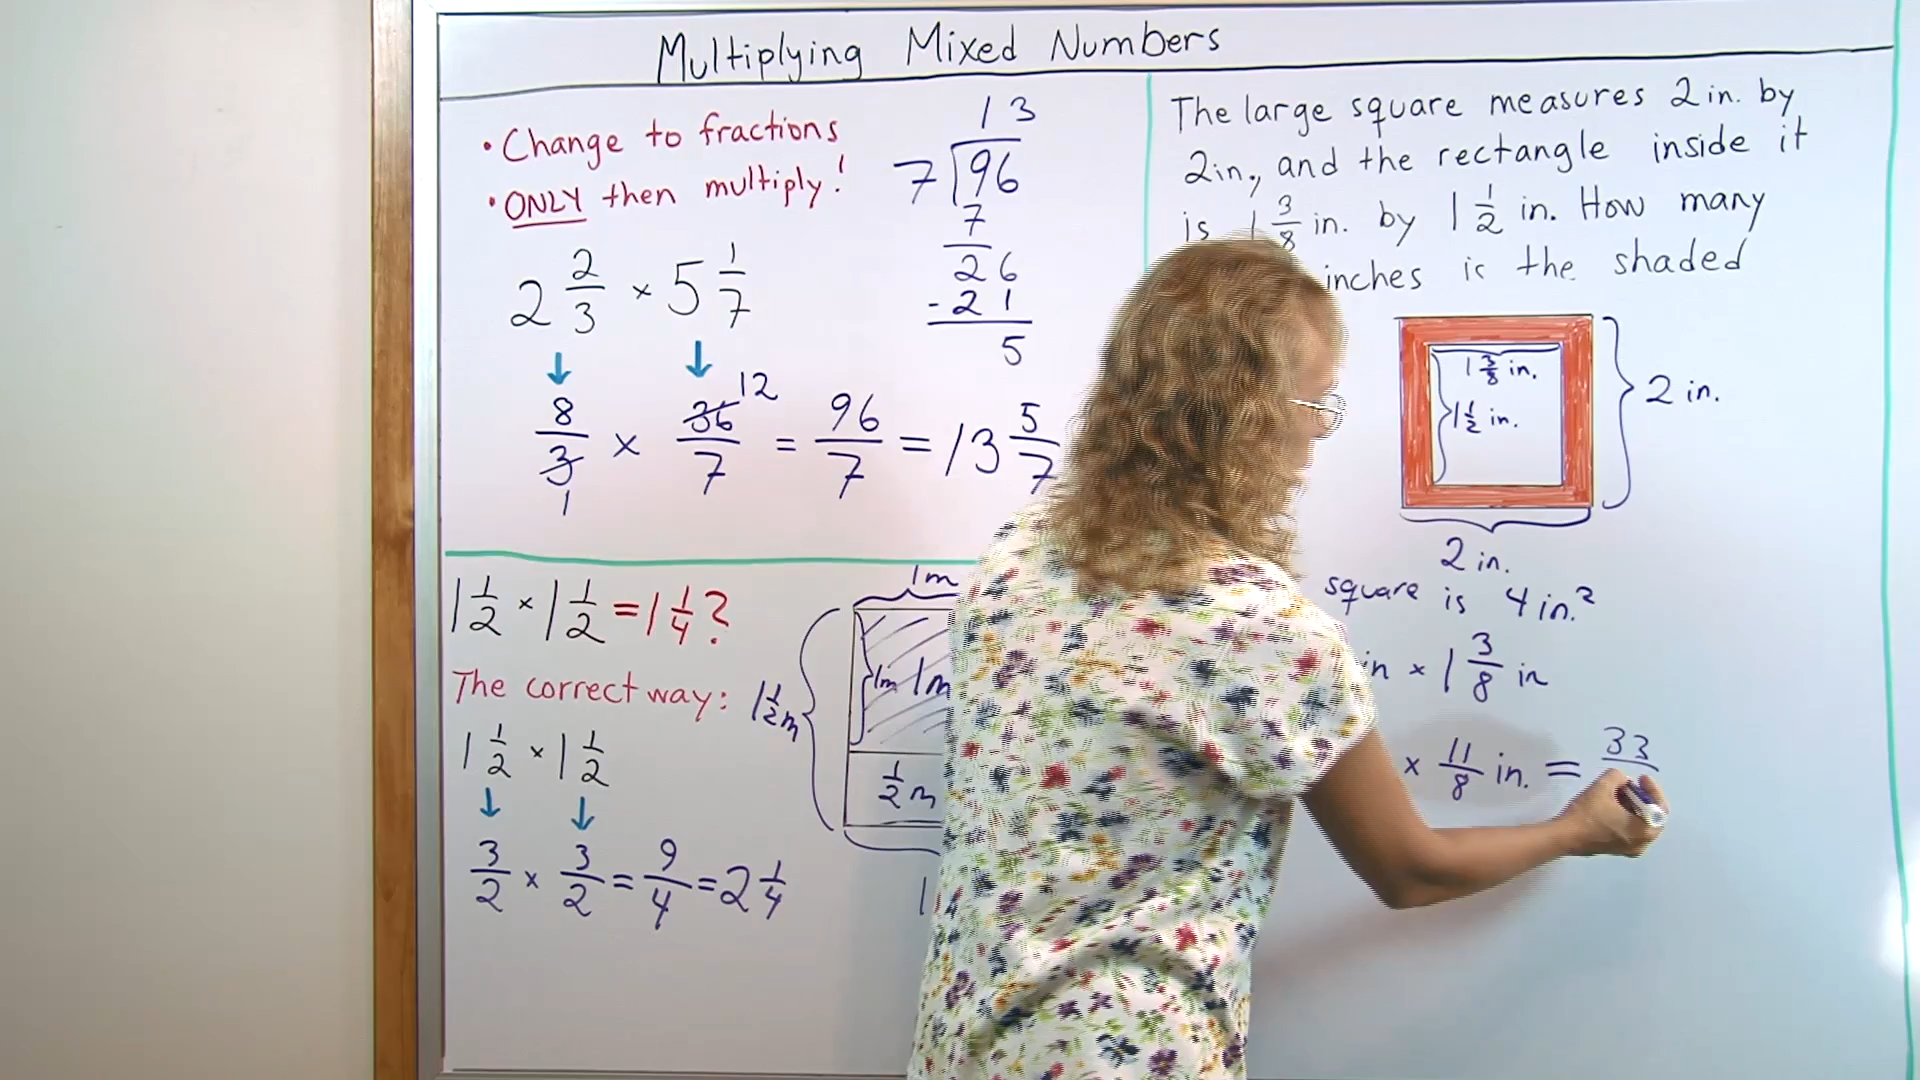 Multiplying Mixed Numbers
• Change to fractions
• ONLY then multiply!
2 2/3 × 5 1/7
8/3 × 36/7 = 96/7 = 13 5/7
12
1
13
7)96
7
26
-21
5
1 1/2 × 1 1/2 = 1 1/4?
The correct way:
1 1/2 × 1 1/2
3/2 × 3/2 = 9/4 = 2 1/4
1m
1 1/2 m
1m
1m
1/2 m
The large square measures 2 in. by
2in., and the rectangle inside it
is 1 3/8 in. by 1 1/2 in. How many
inches is the shaded
1 3/8 in.
1 1/2 in.
2 in.
2 in.
square is 4 in.²
in × 1 3/8 in
× 11/8 in. = 33